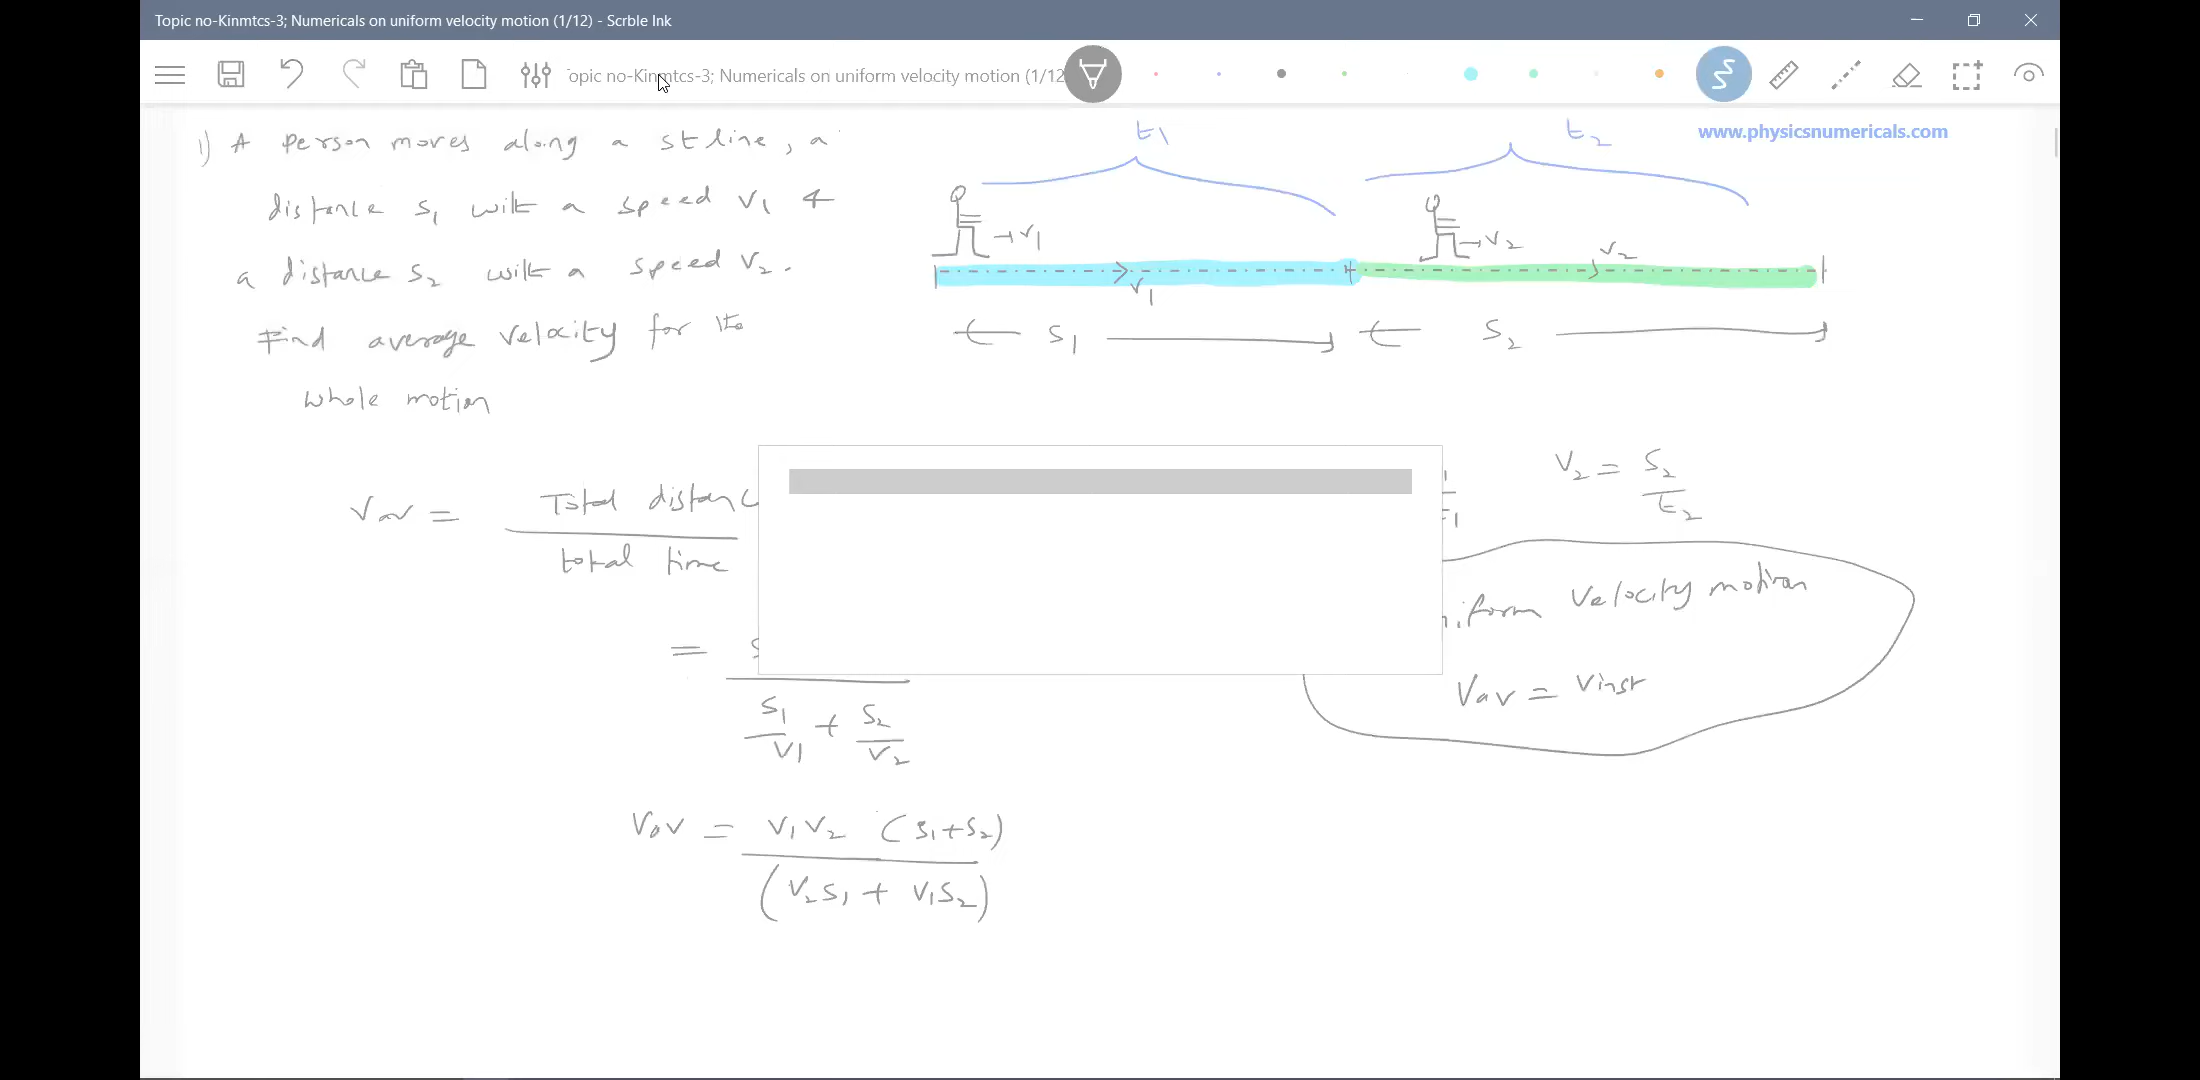 Topic no-Kinmtcs-3; Numericals on uniform velocity motion (1/12) - Scrble Ink
opic no-Kinmtcs-3; Numericals on uniform velocity motion (1/12
www.physicsnumericals.com
1) A person moves along a st line, a
distance S1 with a speed V1 &
a distance S2 with a speed V2.
Find average velocity for the
whole motion
t1 t2
→V1 →V2 V2
V1
S1 S2
Vav = Total distanc
total time
V2 = S2
t2
=
S1/V1 + S2/V2
form velocity motion
Vav = Vinst
Vav = V1V2 (S1+S2)
(V2S1 + V1S2)